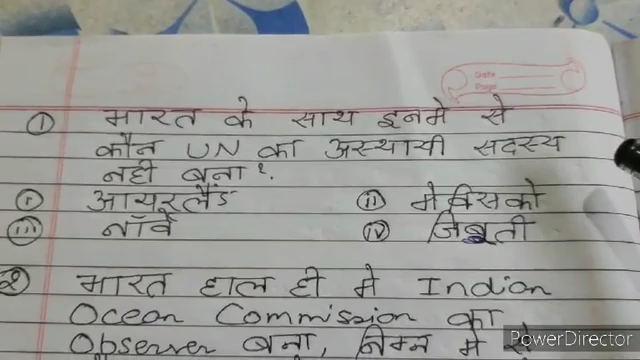 Date
Page
① भारत के साथ इनमे से
कौन UN का अस्थायी सदस्य
नही बना?
ⓘ आयरलैंड ⓘⓘ मेक्सिको
ⓘⓘⓘ नॉर्वे ⓘⓥ जिबूती
② भारत हाल ही मे Indian
Ocean Commission का
Observer बना, निम्न मे से
PowerDirector